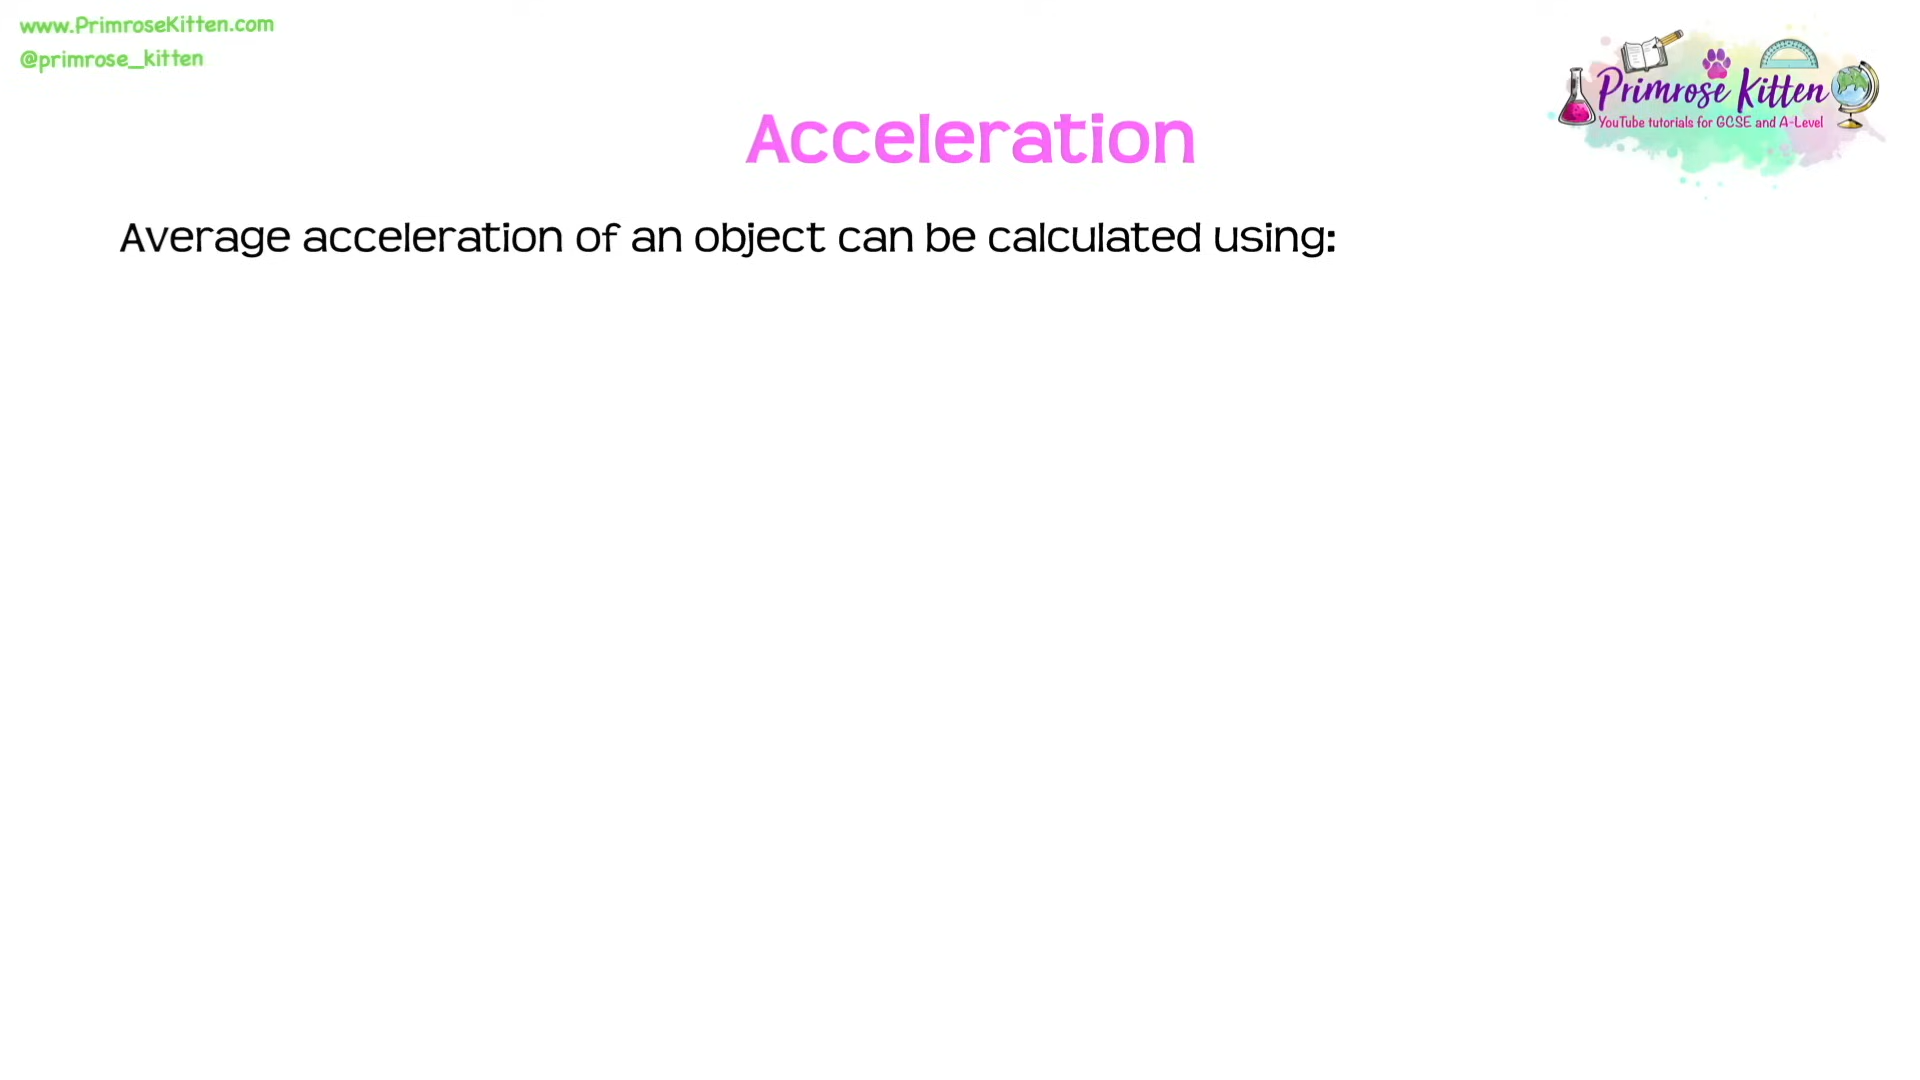 www.PrimroseKitten.com
@primrose_kitten
Primrose Kitten
YouTube tutorials for GCSE and A-Level
Acceleration
Average acceleration of an object can be calculated using: